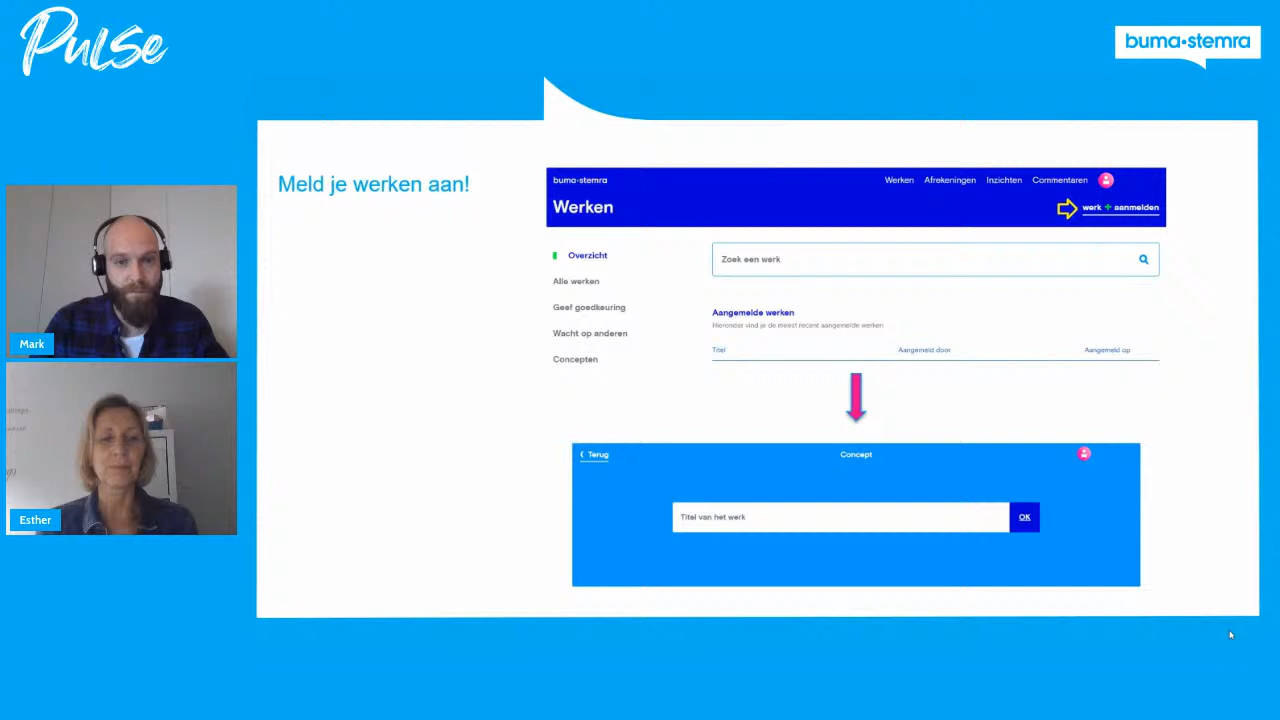 Pulse
buma•stemra
Meld je werken aan!
buma•stemra
Werken Afrekeningen Inzichten Commentaren
Werken
werk + aanmelden
Overzicht
Alle werken
Geef goedkeuring
Wacht op anderen
Concepten
Zoek een werk
Aangemelde werken
Hieronder vind je de meest recent aangemelde werken
Titel Aangemeld door Aangemeld op
Terug Concept
Titel van het werk OK
Mark
Esther